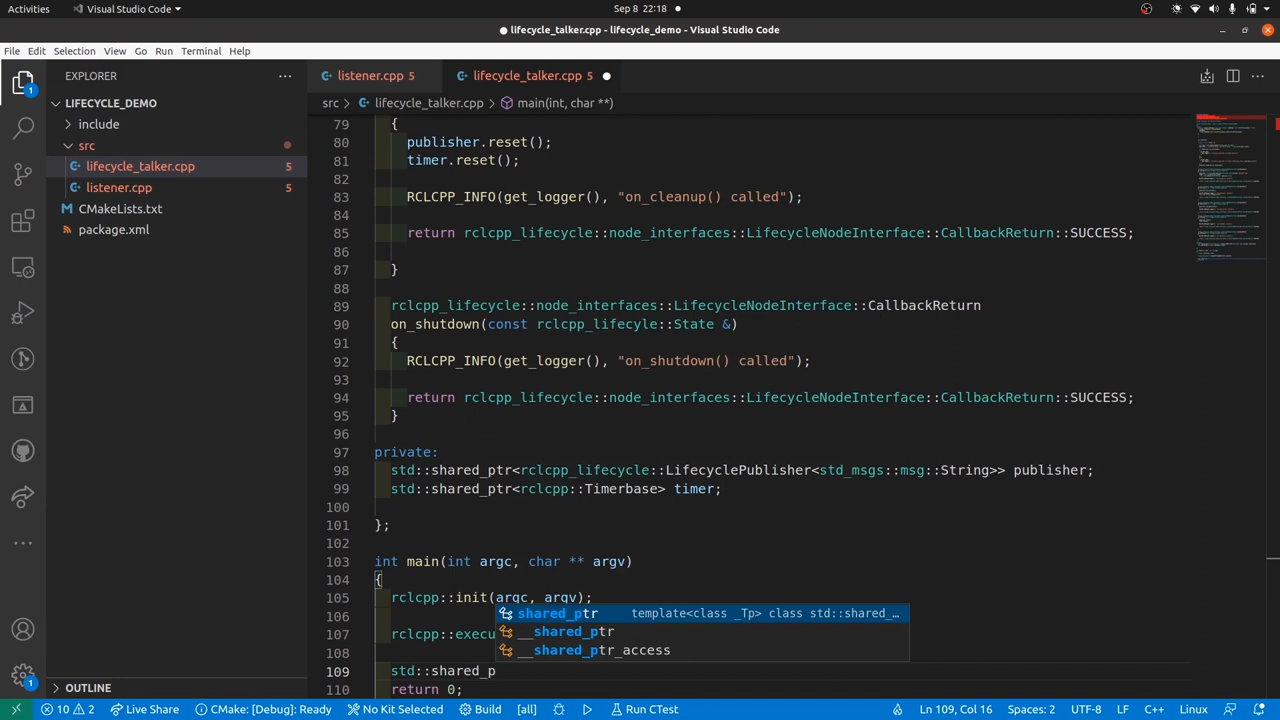 Activities
Visual Studio Code
Sep 8 22:18
lifecycle_talker.cpp - lifecycle_demo - Visual Studio Code
File Edit Selection View Go Run Terminal Help
EXPLORER
LIFECYCLE_DEMO
include
src
lifecycle_talker.cpp 5
listener.cpp 5
CMakeLists.txt
package.xml
OUTLINE
1
1
listener.cpp 5
lifecycle_talker.cpp 5
src > lifecycle_talker.cpp > main(int, char **)
79 {
80 publisher.reset();
81 timer.reset();
82
83 RCLCPP_INFO(get_logger(), "on_cleanup() called");
84
85 return rclcpp_lifecycle::node_interfaces::LifecycleNodeInterface::CallbackReturn::SUCCESS;
86
87 }
88
89 rclcpp_lifecycle::node_interfaces::LifecycleNodeInterface::CallbackReturn
90 on_shutdown(const rclcpp_lifecyle::State &)
91 {
92 RCLCPP_INFO(get_logger(), "on_shutdown() called");
93
94 return rclcpp_lifecycle::node_interfaces::LifecycleNodeInterface::CallbackReturn::SUCCESS;
95 }
96
97 private:
98 std::shared_ptr<rclcpp_lifecycle::LifecyclePublisher<std_msgs::msg::String>> publisher;
99 std::shared_ptr<rclcpp::Timerbase> timer;
100
101 };
102
103 int main(int argc, char ** argv)
104 {
105 rclcpp::init(argc, argv);
106
107 rclcpp::execu
108
109 std::shared_p
110 return 0;
shared_ptr template<class _Tp> class std::shared_…
__shared_ptr
__shared_ptr_access
10 2 Live Share CMake: [Debug]: Ready No Kit Selected Build [all] Run CTest Ln 109, Col 16 Spaces: 2 UTF-8 LF C++ Linux